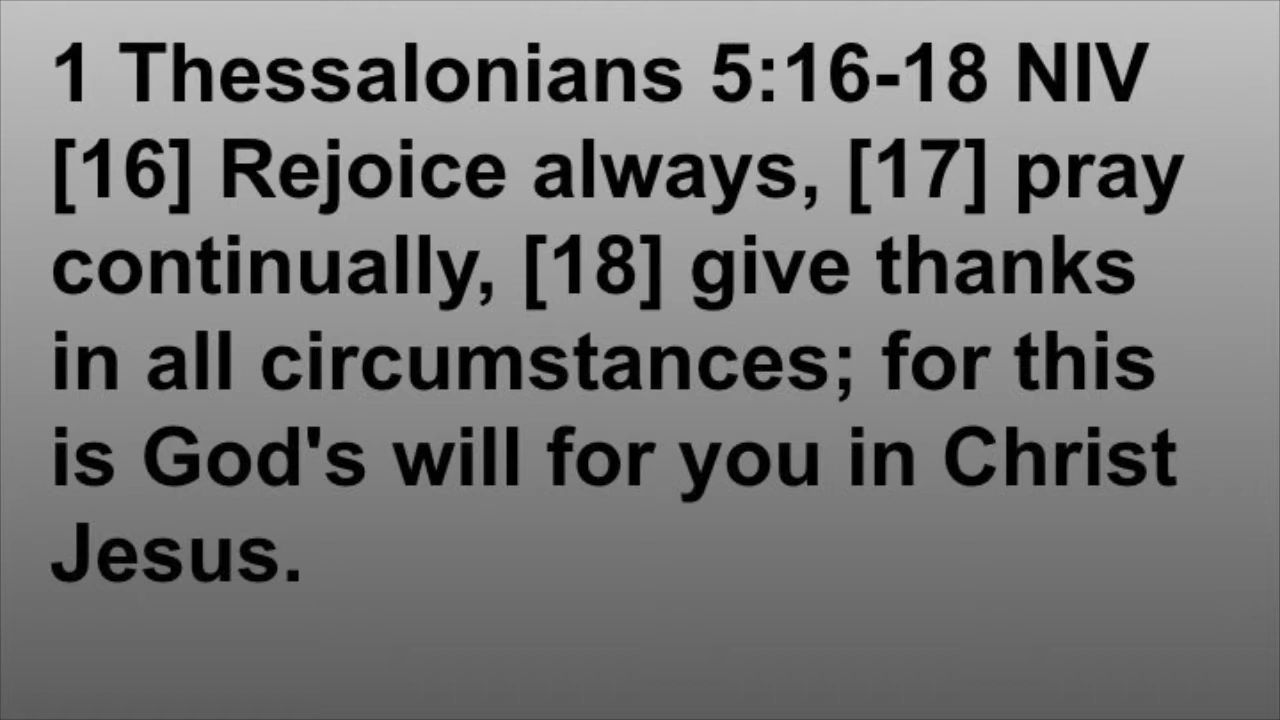 1 Thessalonians 5:16-18 NIV
[16] Rejoice always, [17] pray
continually, [18] give thanks
in all circumstances; for this
is God's will for you in Christ
Jesus.